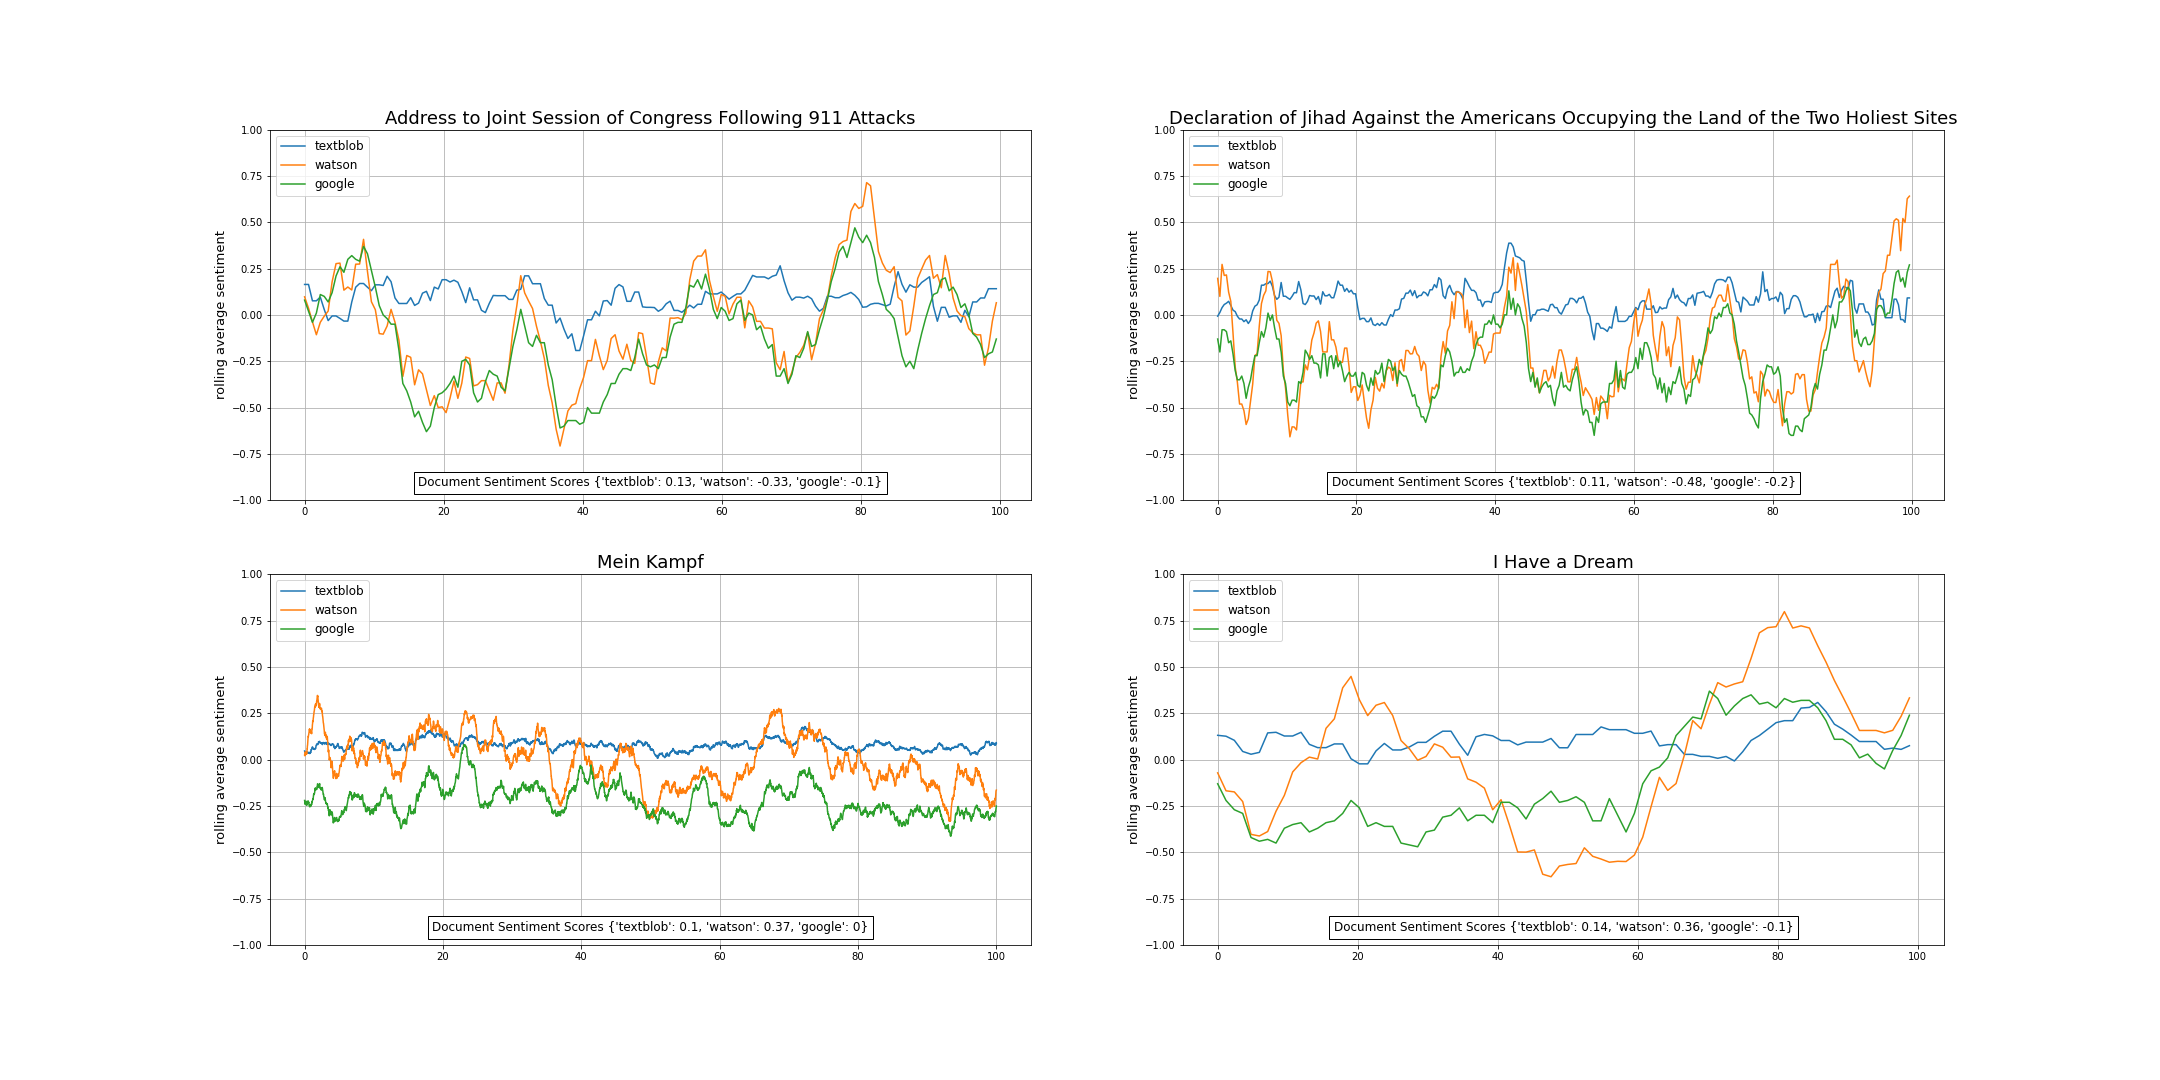 Address to Joint Session of Congress Following 911 Attacks
1.00
0.75
0.50
0.25
0.00
−0.25
−0.50
−0.75
−1.00
rolling average sentiment
textblob
watson
google
Document Sentiment Scores {'textblob': 0.13, 'watson': -0.33, 'google': -0.1}
0 20 40 60 80 100
Declaration of Jihad Against the Americans Occupying the Land of the Two Holiest Sites
1.00
0.75
0.50
0.25
0.00
−0.25
−0.50
−0.75
−1.00
rolling average sentiment
textblob
watson
google
Document Sentiment Scores {'textblob': 0.11, 'watson': -0.48, 'google': -0.2}
0 20 40 60 80 100
Mein Kampf
1.00
0.75
0.50
0.25
0.00
−0.25
−0.50
−0.75
−1.00
rolling average sentiment
textblob
watson
google
Document Sentiment Scores {'textblob': 0.1, 'watson': 0.37, 'google': 0}
0 20 40 60 80 100
I Have a Dream
1.00
0.75
0.50
0.25
0.00
−0.25
−0.50
−0.75
−1.00
rolling average sentiment
textblob
watson
google
Document Sentiment Scores {'textblob': 0.14, 'watson': 0.36, 'google': -0.1}
0 20 40 60 80 100